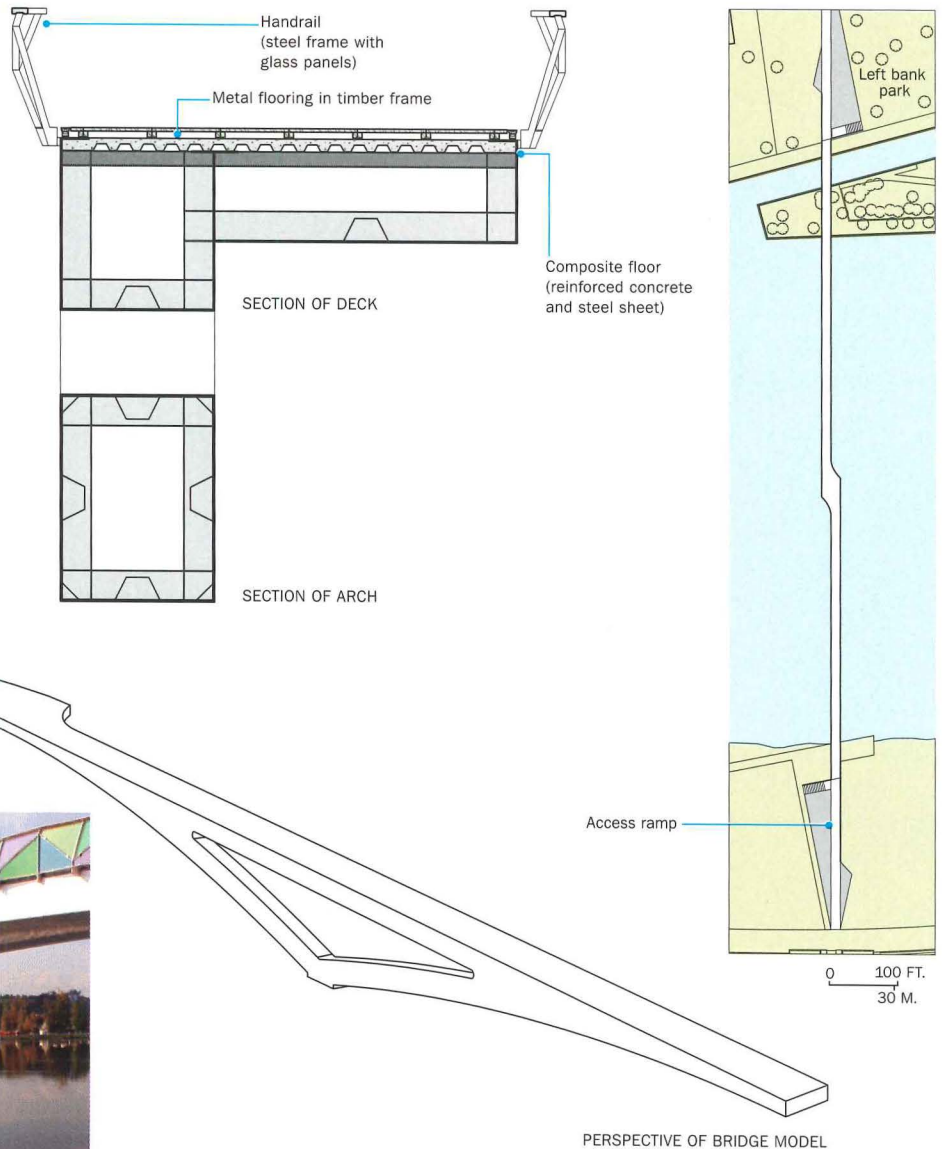 Handrail
(steel frame with
glass panels)
Metal flooring in timber frame
Composite floor
(reinforced concrete
and steel sheet)
SECTION OF DECK
SECTION OF ARCH
Left bank
park
Access ramp
0 100 FT.
30 M.
PERSPECTIVE OF BRIDGE MODEL